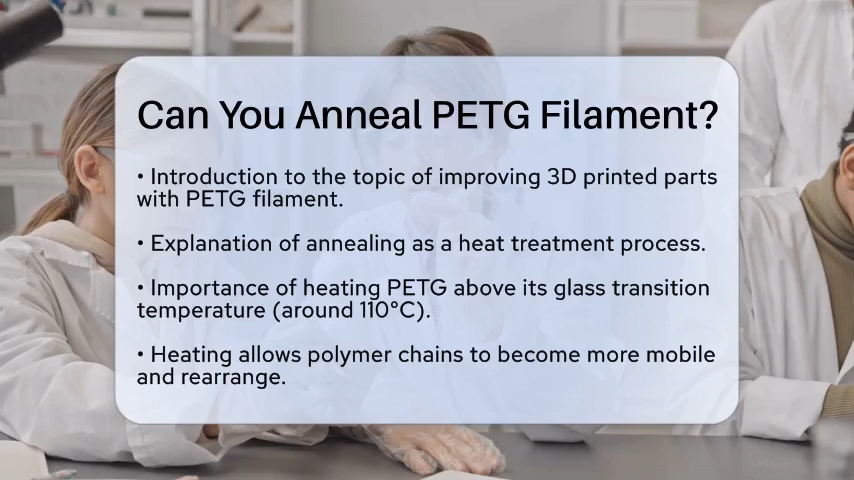 Can You Anneal PETG Filament?
• Introduction to the topic of improving 3D printed parts
with PETG filament.
• Explanation of annealing as a heat treatment process.
• Importance of heating PETG above its glass transition
temperature (around 110°C).
• Heating allows polymer chains to become more mobile
and rearrange.